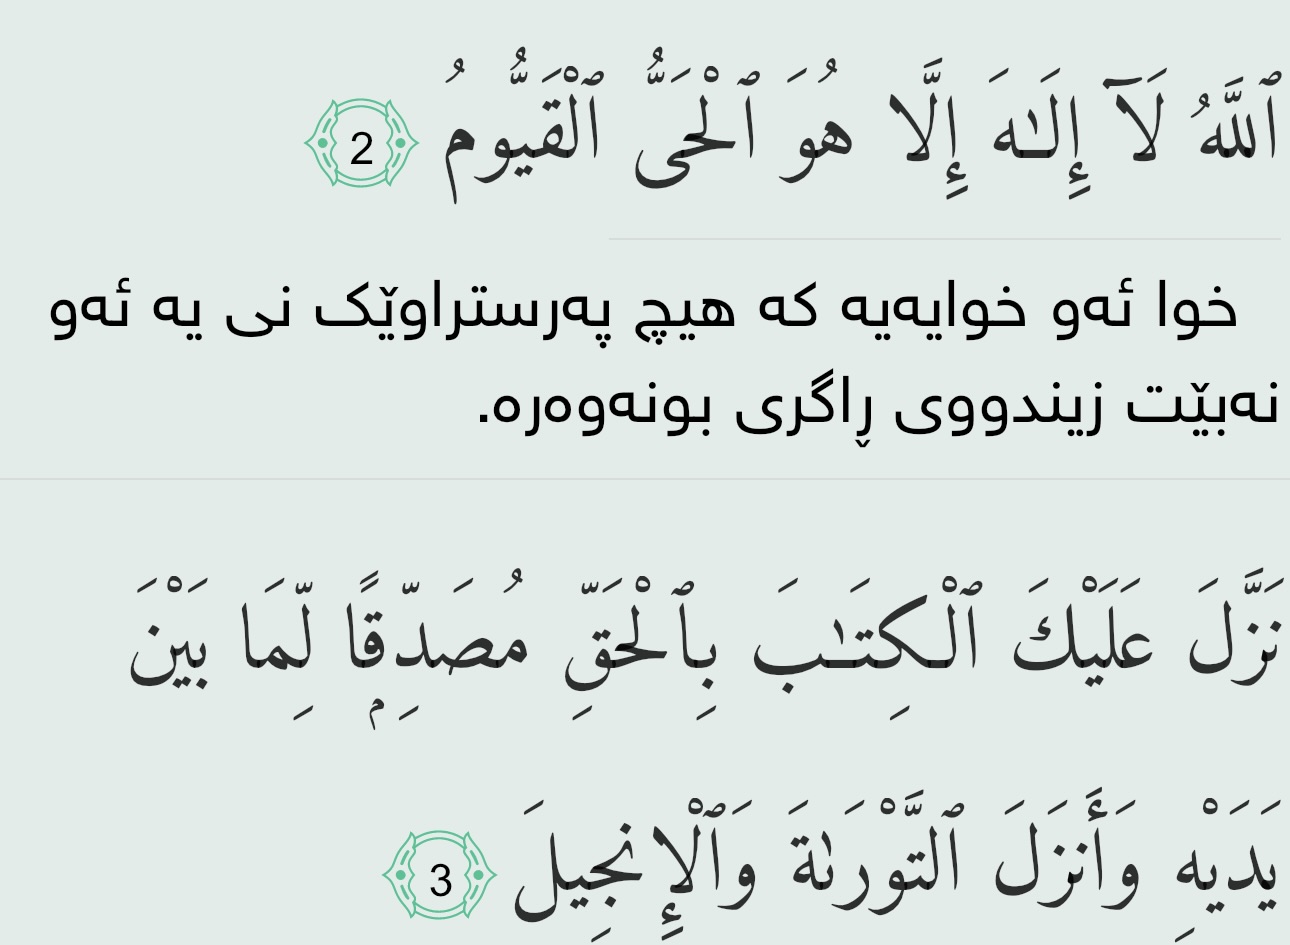 ٱللَّهُ لَآ إِلَـٰهَ إِلَّا هُوَ ٱلْحَىُّ ٱلْقَيُّومُ 2
خوا ئەو خوایەیە کە هیچ پەرستراوێک نی یە ئەو
نەبێت زیندووی ڕاگری بونەوەرە.
نَزَّلَ عَلَيْكَ ٱلْكِتَـٰبَ بِٱلْحَقِّ مُصَدِّقًۭا لِّمَا بَيْنَ
يَدَيْهِ وَأَنزَلَ ٱلتَّوْرَىٰةَ وَٱلْإِنجِيلَ 3